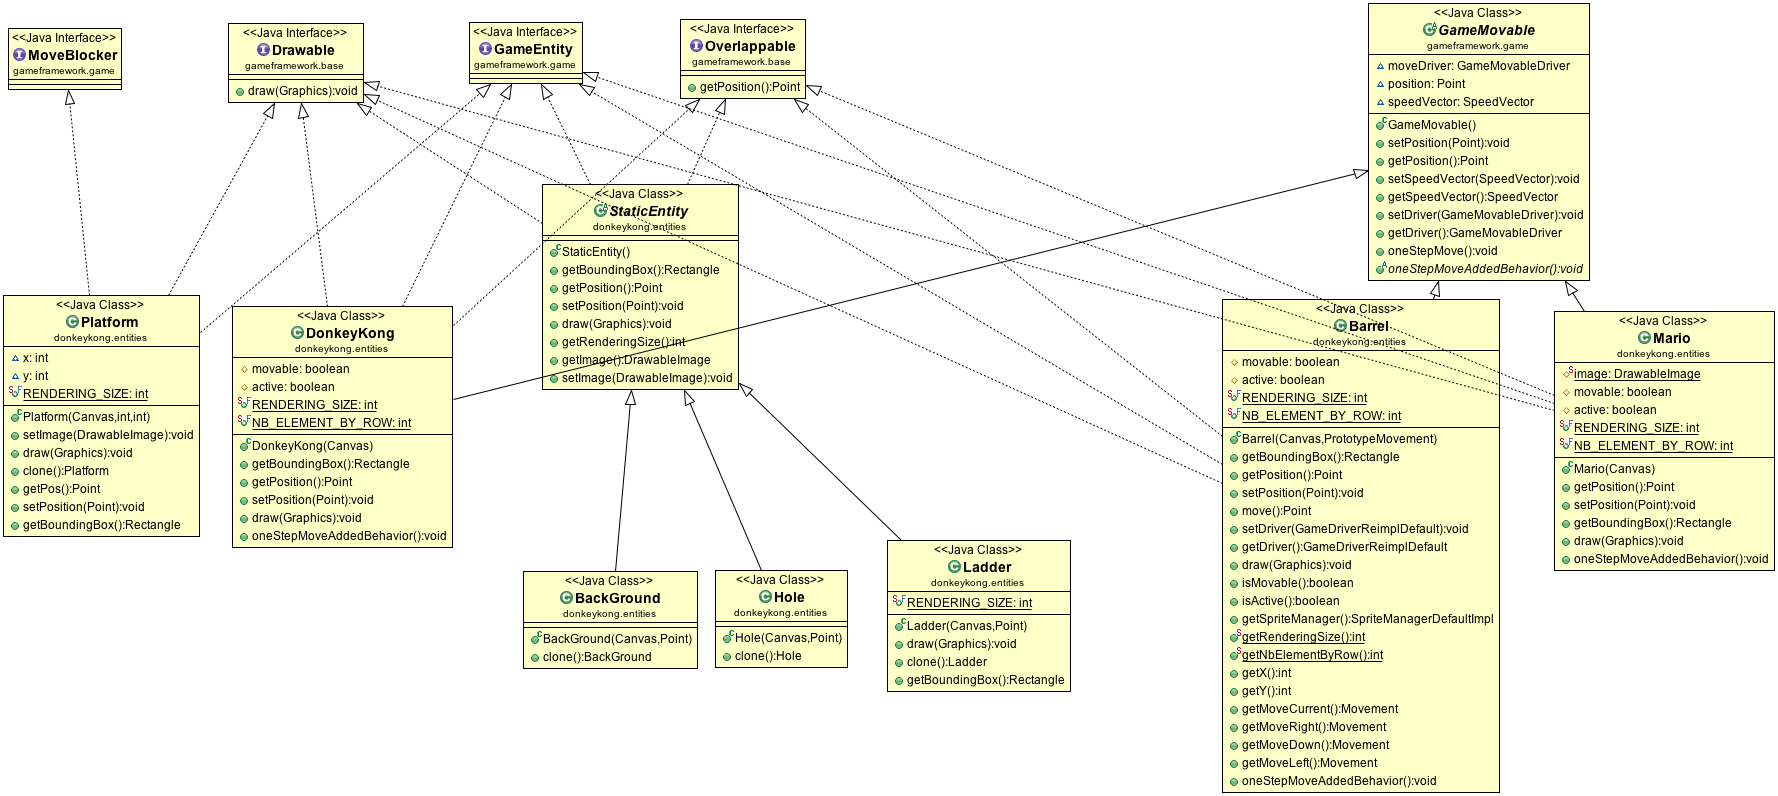 <<Java Interface>>
MoveBlocker
gameframework.game
<<Java Interface>>
Drawable
gameframework.base
draw(Graphics):void
<<Java Interface>>
GameEntity
gameframework.game
<<Java Interface>>
Overlappable
gameframework.base
getPosition():Point
<<Java Class>>
GameMovable
gameframework.game
moveDriver: GameMovableDriver
position: Point
speedVector: SpeedVector
GameMovable()
setPosition(Point):void
getPosition():Point
setSpeedVector(SpeedVector):void
getSpeedVector():SpeedVector
setDriver(GameMovableDriver):void
getDriver():GameMovableDriver
oneStepMove():void
oneStepMoveAddedBehavior():void
<<Java Class>>
StaticEntity
donkeykong.entities
StaticEntity()
getBoundingBox():Rectangle
getPosition():Point
setPosition(Point):void
draw(Graphics):void
getRenderingSize():int
getImage():DrawableImage
setImage(DrawableImage):void
<<Java Class>>
Platform
donkeykong.entities
x: int
y: int
RENDERING_SIZE: int
Platform(Canvas,int,int)
setImage(DrawableImage):void
draw(Graphics):void
clone():Platform
getPos():Point
setPosition(Point):void
getBoundingBox():Rectangle
<<Java Class>>
DonkeyKong
donkeykong.entities
movable: boolean
active: boolean
RENDERING_SIZE: int
NB_ELEMENT_BY_ROW: int
DonkeyKong(Canvas)
getBoundingBox():Rectangle
getPosition():Point
setPosition(Point):void
draw(Graphics):void
oneStepMoveAddedBehavior():void
<<Java Class>>
Barrel
donkeykong.entities
movable: boolean
active: boolean
RENDERING_SIZE: int
NB_ELEMENT_BY_ROW: int
Barrel(Canvas,PrototypeMovement)
getBoundingBox():Rectangle
getPosition():Point
setPosition(Point):void
move():Point
setDriver(GameDriverReimplDefault):void
getDriver():GameDriverReimplDefault
draw(Graphics):void
isMovable():boolean
isActive():boolean
getSpriteManager():SpriteManagerDefaultImpl
getRenderingSize():int
getNbElementByRow():int
getX():int
getY():int
getMoveCurrent():Movement
getMoveRight():Movement
getMoveDown():Movement
getMoveLeft():Movement
oneStepMoveAddedBehavior():void
<<Java Class>>
Mario
donkeykong.entities
image: DrawableImage
movable: boolean
active: boolean
RENDERING_SIZE: int
NB_ELEMENT_BY_ROW: int
Mario(Canvas)
getPosition():Point
setPosition(Point):void
getBoundingBox():Rectangle
draw(Graphics):void
oneStepMoveAddedBehavior():void
<<Java Class>>
BackGround
donkeykong.entities
BackGround(Canvas,Point)
clone():BackGround
<<Java Class>>
Hole
donkeykong.entities
Hole(Canvas,Point)
clone():Hole
<<Java Class>>
Ladder
donkeykong.entities
RENDERING_SIZE: int
Ladder(Canvas,Point)
draw(Graphics):void
clone():Ladder
getBoundingBox():Rectangle